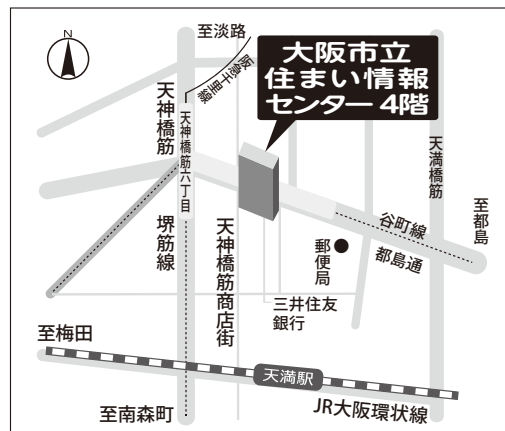 N
至淡路
阪急千里線
大阪市立
住まい情報
センター 4階
天神橋筋
天神橋筋六丁目
天満橋筋
至都島
谷町線
都島通
堺筋線
天神橋筋商店街
郵便局
三井住友
銀行
至梅田
天満駅
至南森町
JR大阪環状線